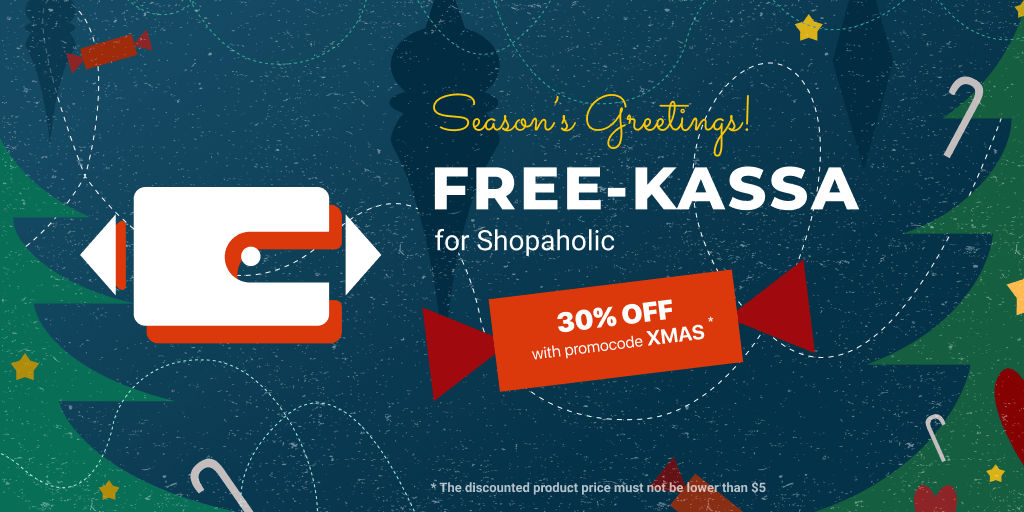 Season's Greetings!
FREE-KASSA
for Shopaholic
30% OFF
with promocode XMAS *
* The discounted product price must not be lower than $5